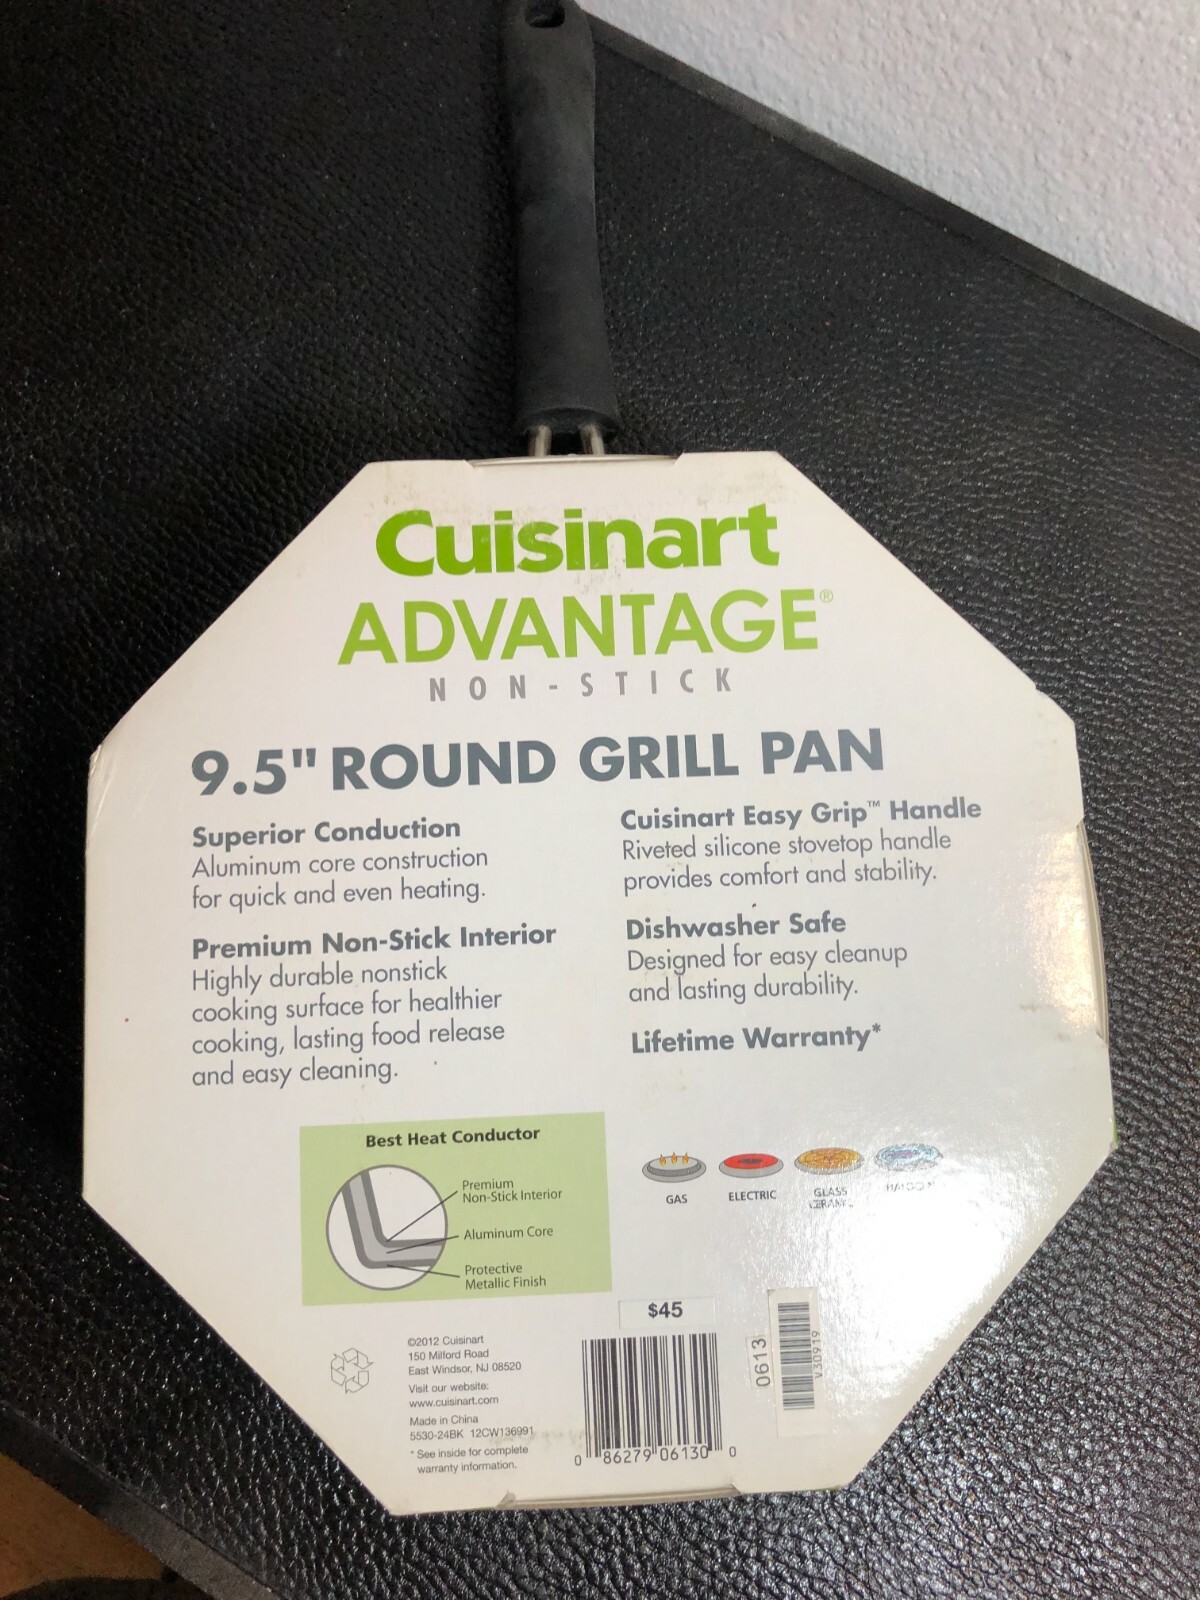 Cuisinart
ADVANTAGE®
NON-STICK
9.5" ROUND GRILL PAN
Superior Conduction
Aluminum core construction
for quick and even heating.
Premium Non-Stick Interior
Highly durable nonstick
cooking surface for healthier
cooking, lasting food release
and easy cleaning.
Cuisinart Easy Grip™ Handle
Riveted silicone stovetop handle
provides comfort and stability.
Dishwasher Safe
Designed for easy cleanup
and lasting durability.
Lifetime Warranty*
Best Heat Conductor
Premium
Non-Stick Interior
Aluminum Core
Protective
Metallic Finish
GAS
ELECTRIC
GLASS
CERAMIC
©2012 Cuisinart
150 Milford Road
East Windsor, NJ 08520
Visit our website:
www.cuisinart.com
Made in China
5530-24BK 12CW136991
* See inside for complete
warranty information.
$45
0 86279 06130 0
0613
V30919